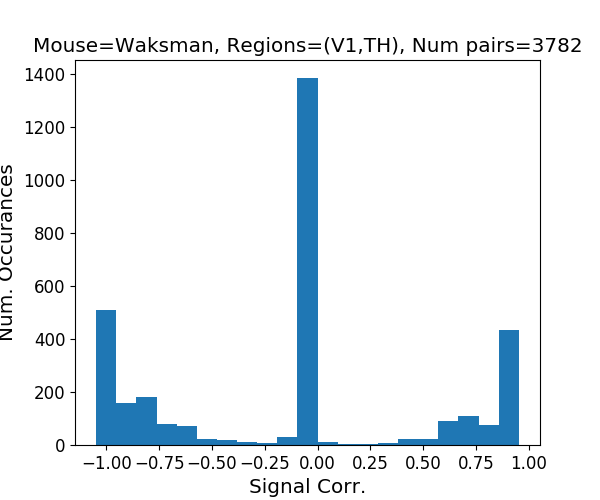 Mouse=Waksman, Regions=(V1,TH), Num pairs=3782
1400
1200
1000
800
600
400
200
0
Num. Occurances
−1.00 −0.75 −0.50 −0.25 0.00 0.25 0.50 0.75 1.00
Signal Corr.